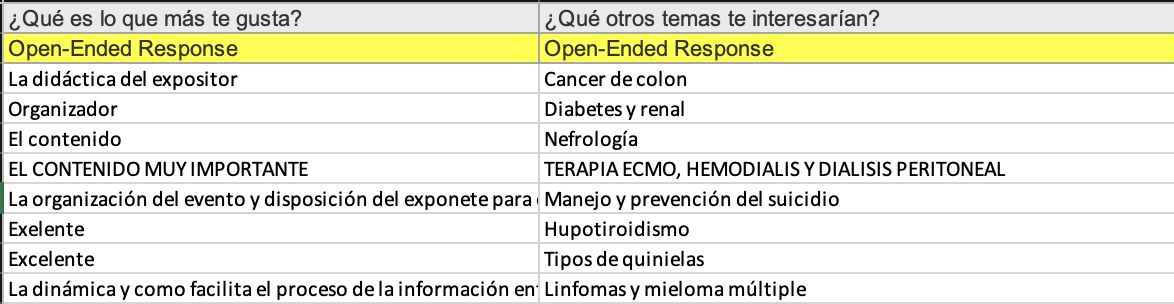 ¿Qué es lo que más te gusta? ¿Qué otros temas te interesarían?
Open-Ended Response Open-Ended Response
La didáctica del expositor Cancer de colon
Organizador Diabetes y renal
El contenido Nefrología
EL CONTENIDO MUY IMPORTANTE TERAPIA ECMO, HEMODIALIS Y DIALISIS PERITONEAL
La organización del evento y disposición del exponete para Manejo y prevención del suicidio
Exelente Hupotiroidismo
Excelente Tipos de quinielas
La dinámica y como facilita el proceso de la información Linfomas y mieloma múltiple